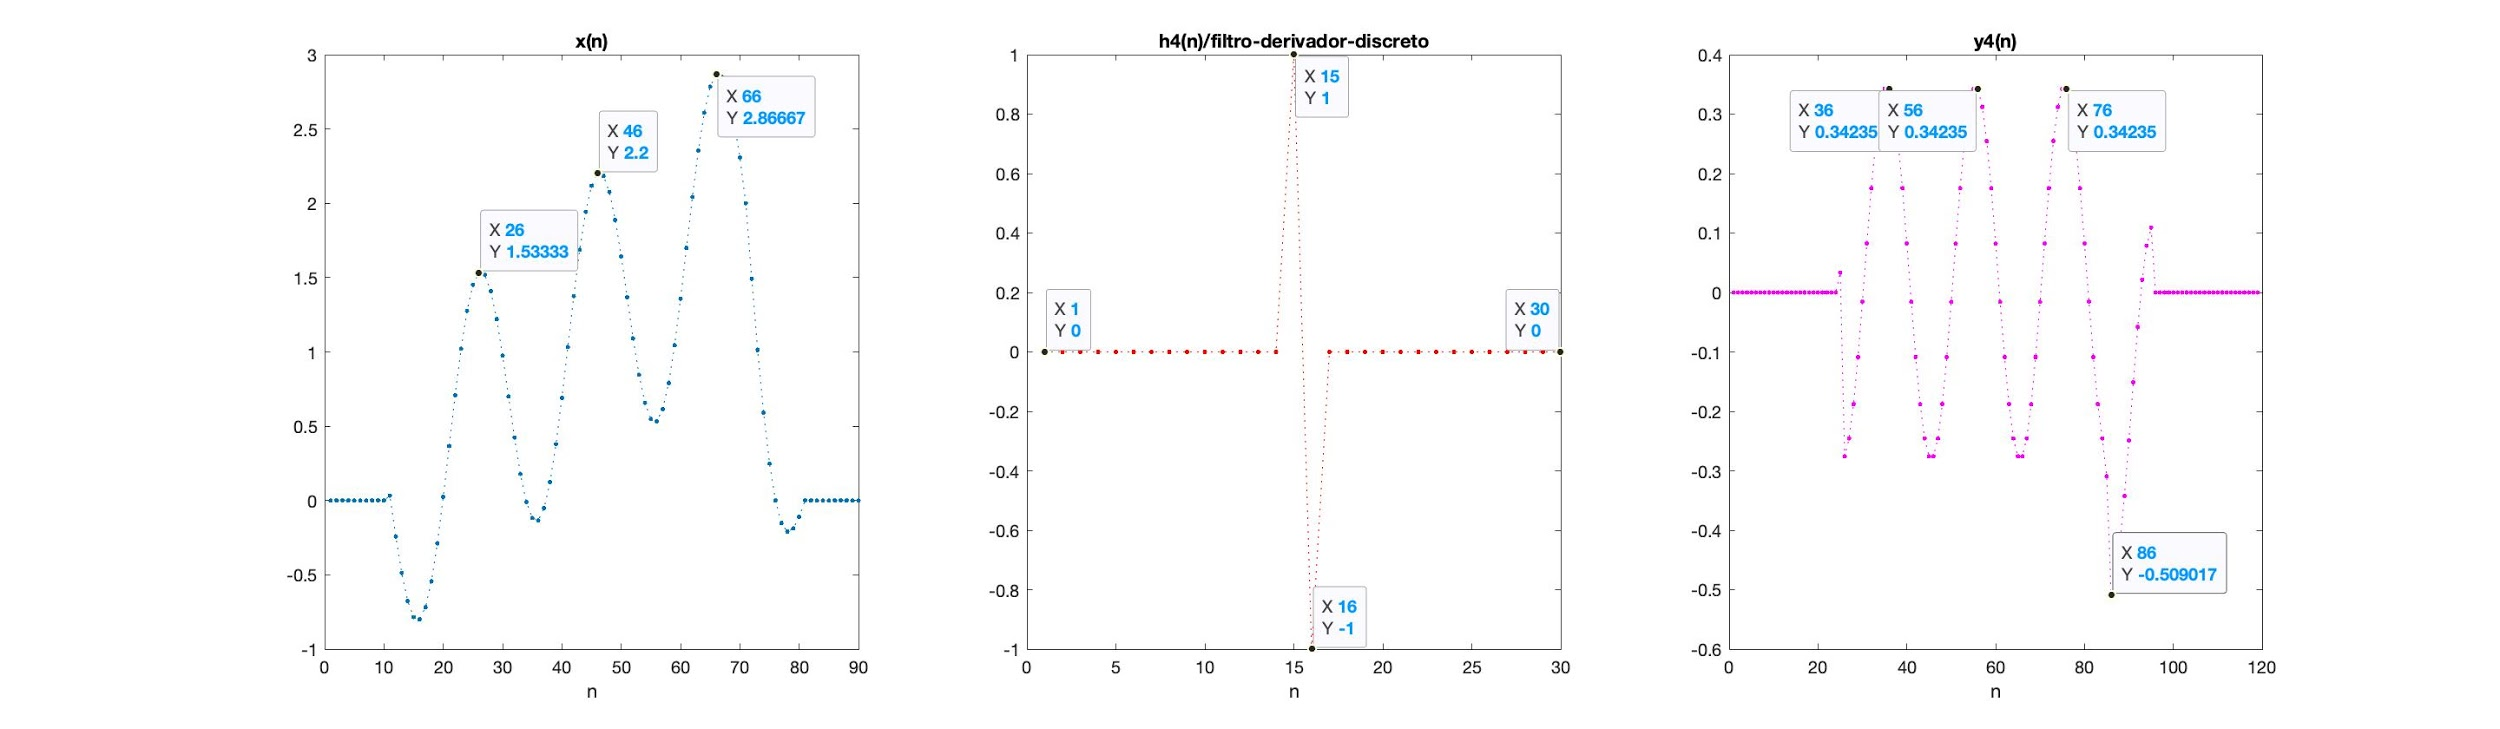 x(n)
3
2.5
2
1.5
1
0.5
0
-0.5
-1
0 10 20 30 40 50 60 70 80 90
n
X 26
Y 1.53333
X 46
Y 2.2
X 66
Y 2.86667
h4(n)/filtro-derivador-discreto
1
0.8
0.6
0.4
0.2
0
-0.2
-0.4
-0.6
-0.8
-1
0 5 10 15 20 25 30
n
X 1
Y 0
X 15
Y 1
X 16
Y -1
X 30
Y 0
y4(n)
0.4
0.3
0.2
0.1
0
-0.1
-0.2
-0.3
-0.4
-0.5
-0.6
0 20 40 60 80 100 120
n
X 36
Y 0.34235
X 56
Y 0.34235
X 76
Y 0.34235
X 86
Y -0.509017